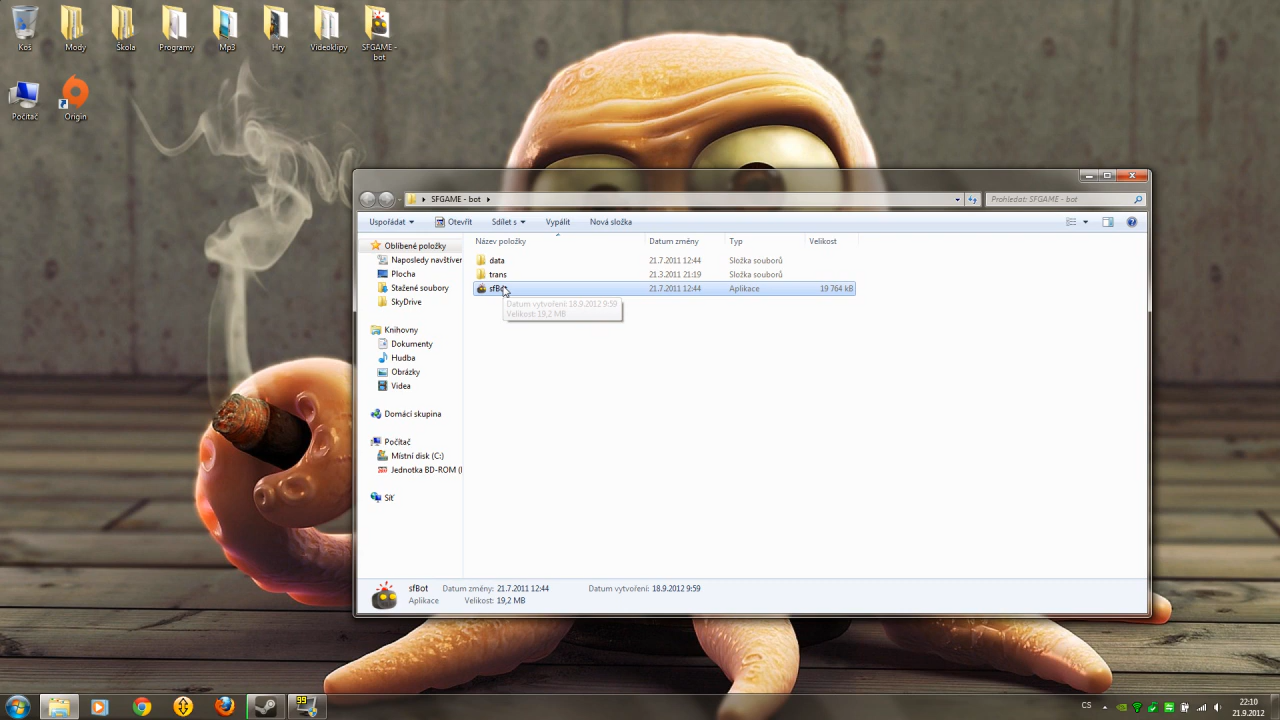 Koš
Mody
Škola
Programy
Mp3
Hry
Videoklipy
SFGAME -
bot
Počítač
Origin
SFGAME - bot
Prohledat: SFGAME - bot
Uspořádat
Otevřít
Sdílet s
Vypálit
Nová složka
Název položky
Datum změny
Typ
Velikost
Oblíbené položky
Naposledy navštíver
Plocha
Stažené soubory
SkyDrive
Knihovny
Dokumenty
Hudba
Obrázky
Videa
Domácí skupina
Počítač
Místní disk (C:)
Jednotka BD-ROM (
Síť
data 21.7.2011 12:44 Složka souborů
trans 21.3.2011 21:19 Složka souborů
sfBot 21.7.2011 12:44 Aplikace 19 764 kB
Datum vytvoření: 18.9.2012 9:59
Velikost: 19,2 MB
sfBot Datum změny: 21.7.2011 12:44 Datum vytvoření: 18.9.2012 9:59
Aplikace Velikost: 19,2 MB
99
CS
22:10
21.9.2012